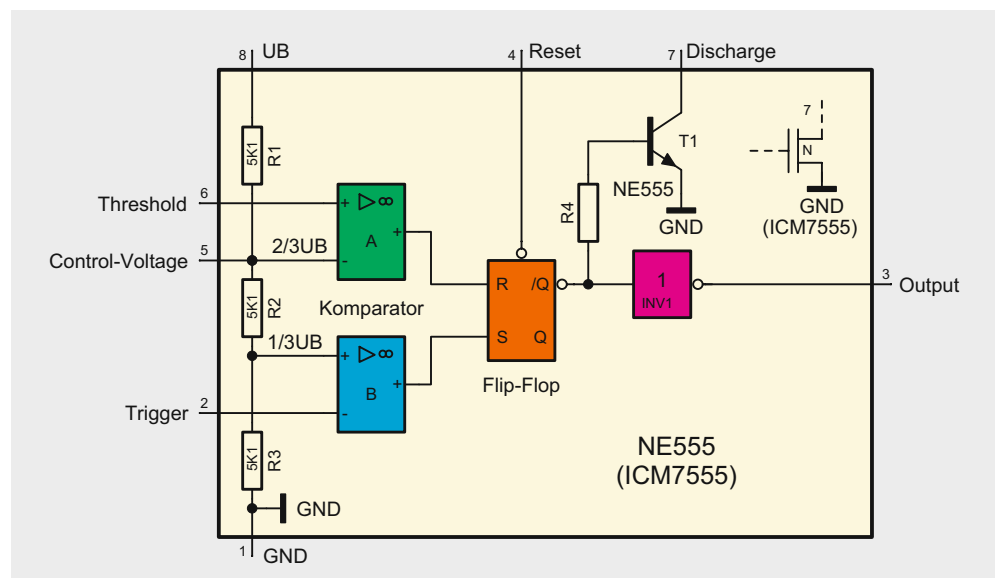 8 UB
4 Reset
7 Discharge
5K1 R1
T1
7
N
NE555
R4
GND
GND
(ICM7555)
Threshold 6
+ ▷∞
A
+
-
Control-Voltage 5
2/3UB
Komparator
R /Q
S Q
Flip-Flop
1
INV1
3 Output
5K1 R2
1/3UB
+ ▷∞
B
+
-
Trigger 2
5K1 R3
NE555
(ICM7555)
GND
1 GND